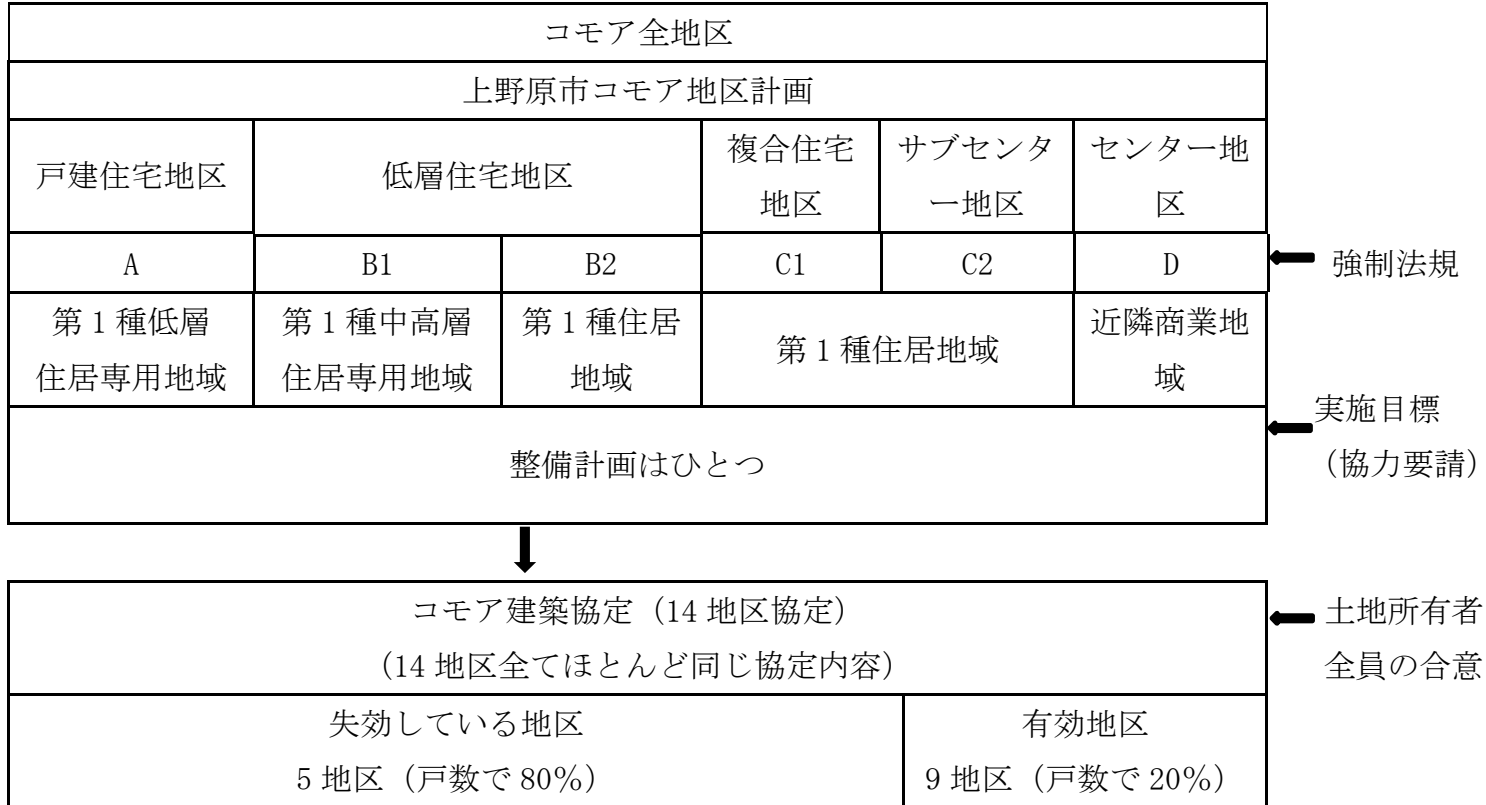 コモア全地区
上野原市コモア地区計画
戸建住宅地区
低層住宅地区
複合住宅
地区
サブセンタ
ー地区
センター地
区
A
B1
B2
C1
C2
D
強制法規
第1種低層
住居専用地域
第1種中高層
住居専用地域
第1種住居
地域
第1種住居地域
近隣商業地
域
実施目標
(協力要請)
整備計画はひとつ
コモア建築協定(14地区協定)
(14地区全てほとんど同じ協定内容)
土地所有者
全員の合意
失効している地区
5地区(戸数で80%)
有効地区
9地区(戸数で20%)